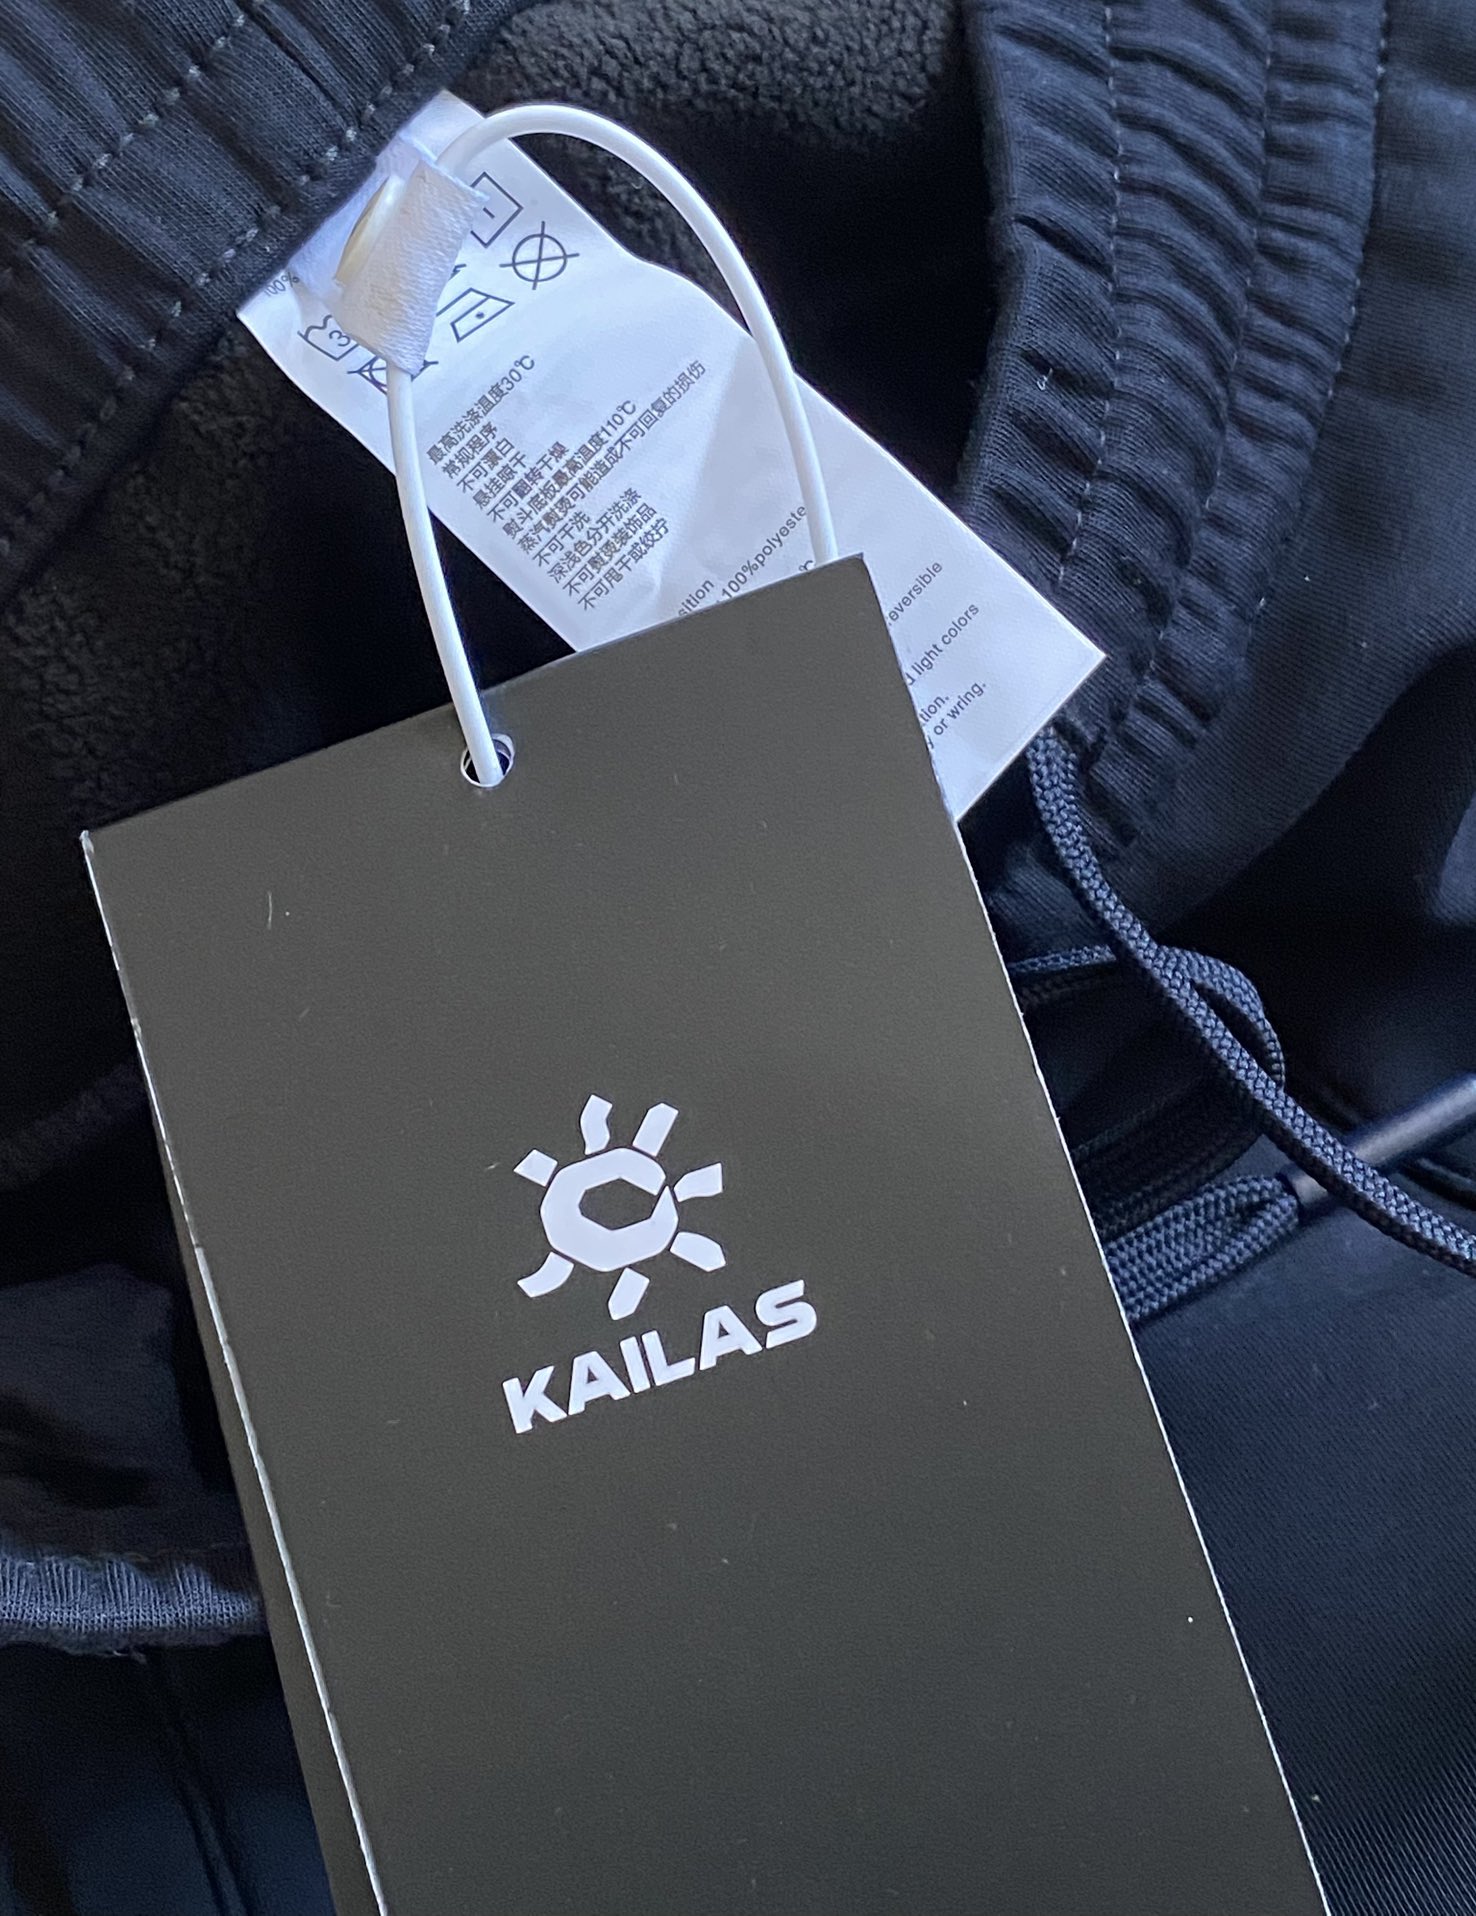 100%
3
最高洗涤温度30℃
常规程序
不可漂白
悬挂晾干
不可翻转干燥
熨斗底板最高温度110℃
蒸汽熨烫可能造成不可回复的损伤
不可干洗
深浅色分开洗涤
不可熨烫装饰品
不可甩干或绞拧
100%polyeste
℃
light colors
or wring.
KAILAS